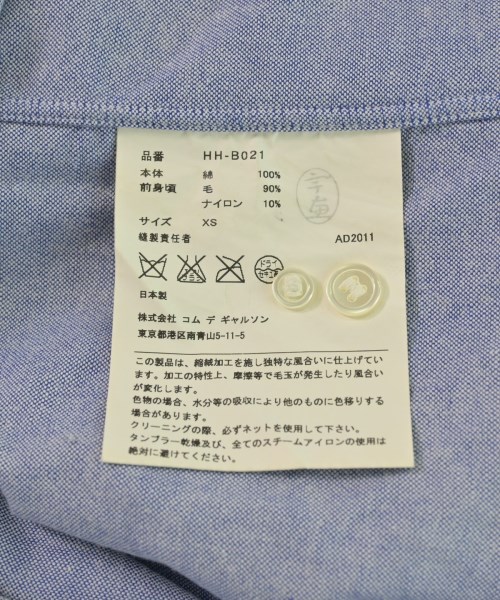 品番 HH-B021
本体 綿 100%
前身頃 毛 90%
ナイロン 10%
サイズ XS
縫製責任者 AD2011
ドライ
セキユ系
日本製
株式会社 コム デ ギャルソン
東京都港区南青山5-11-5
この製品は、縮絨加工を施し独特な風合いに仕上げてい
ます。加工の特性上、摩擦等で毛玉が発生したり風合い
が変化します。
色物の場合、水分等の吸収により他のものに色移りする
場合があります。
クリーニングの際、必ずネットを使用して下さい。
タンブラー乾燥及び、全てのスチームアイロンの使用は
絶対に避けてください。